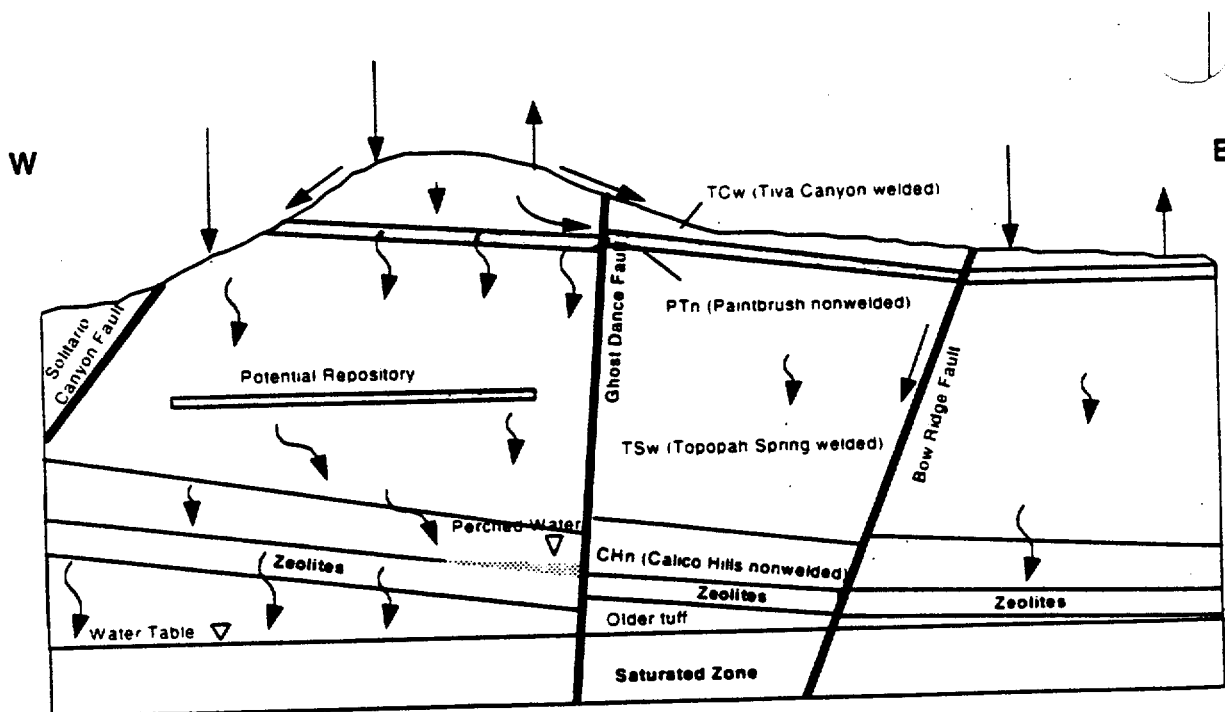 W
E
TCw (Tiva Canyon welded)
Solitario
Canyon Fault
Ghost Dance Fault
PTn (Paintbrush nonwelded)
Potential Repository
Bow Ridge Fault
TSw (Topopah Spring welded)
Perched Water
CHn (Calico Hills nonwelded)
Zeolites
Zeolites
Zeolites
Older tuff
Water Table
Saturated Zone